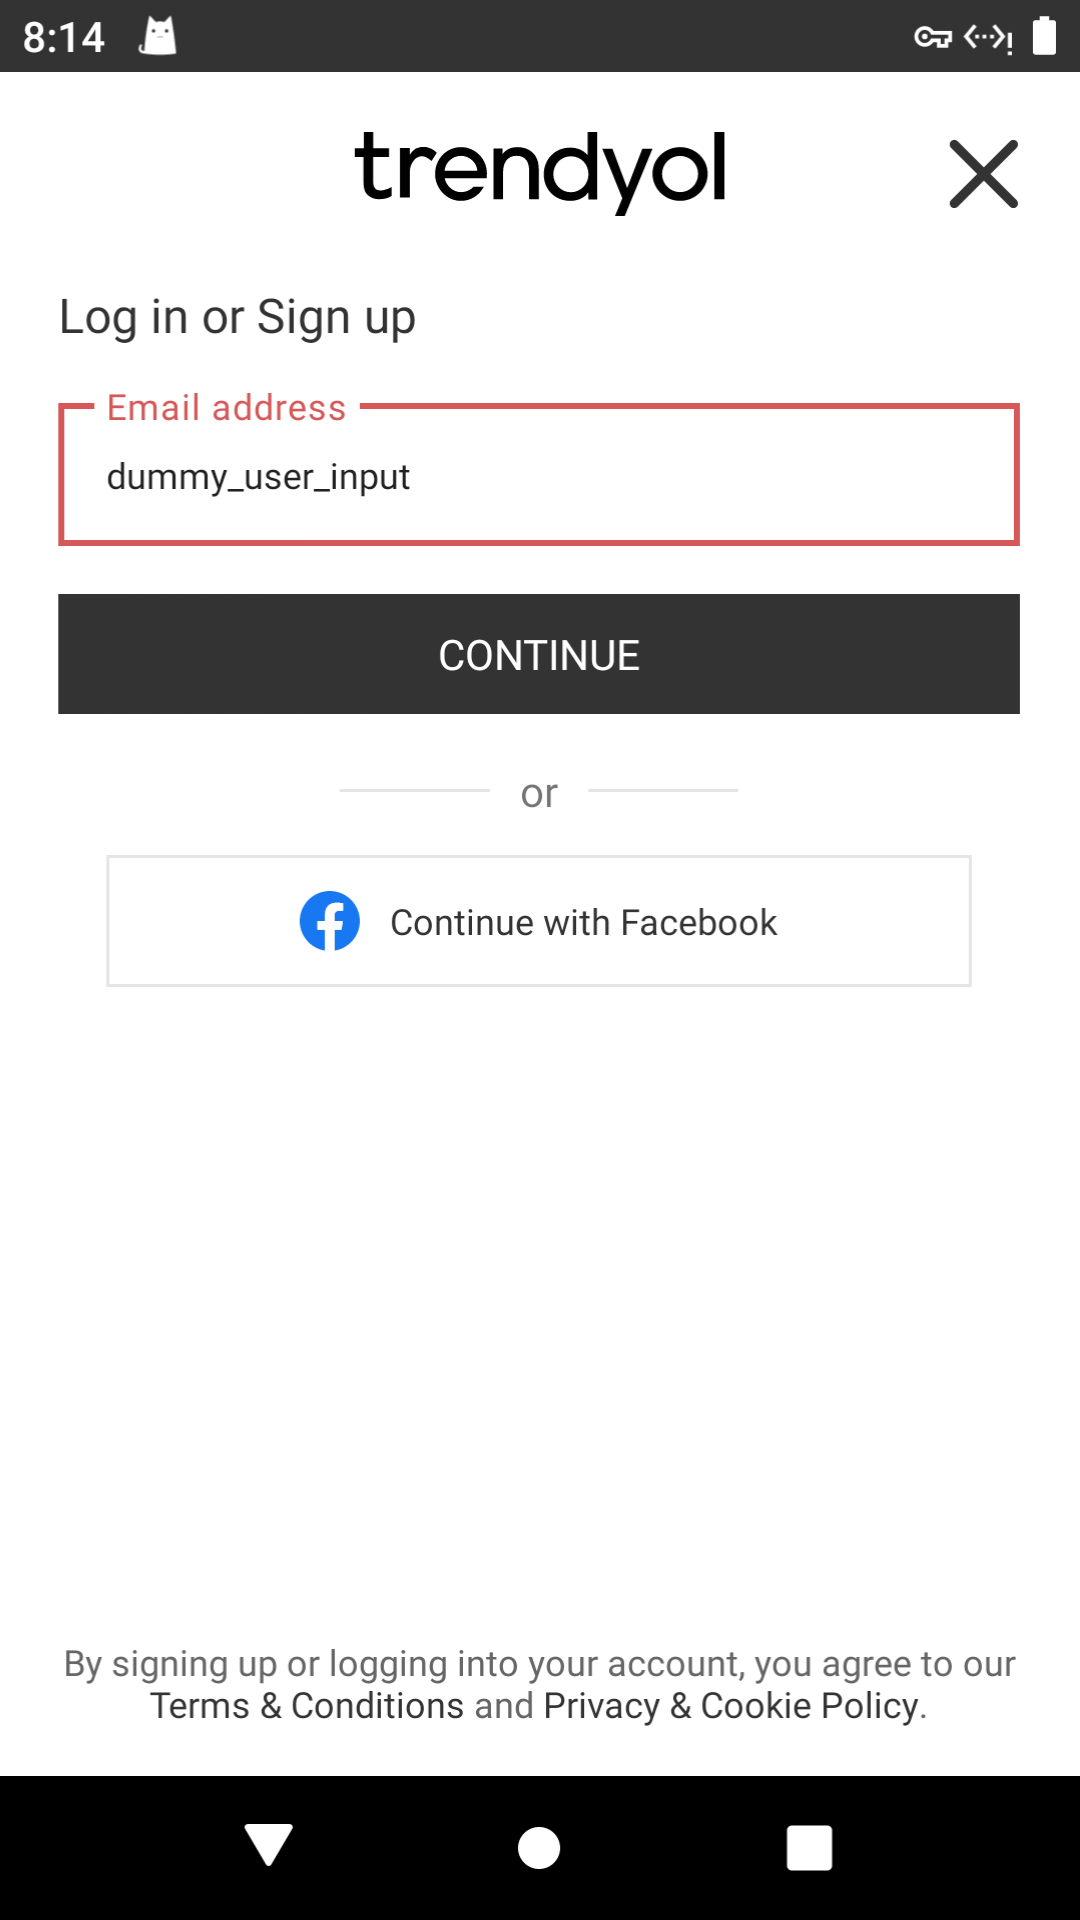 8:14
trendyol
Log in or Sign up
Email address
dummy_user_input
CONTINUE
or
Continue with Facebook
By signing up or logging into your account, you agree to our
Terms & Conditions and Privacy & Cookie Policy.